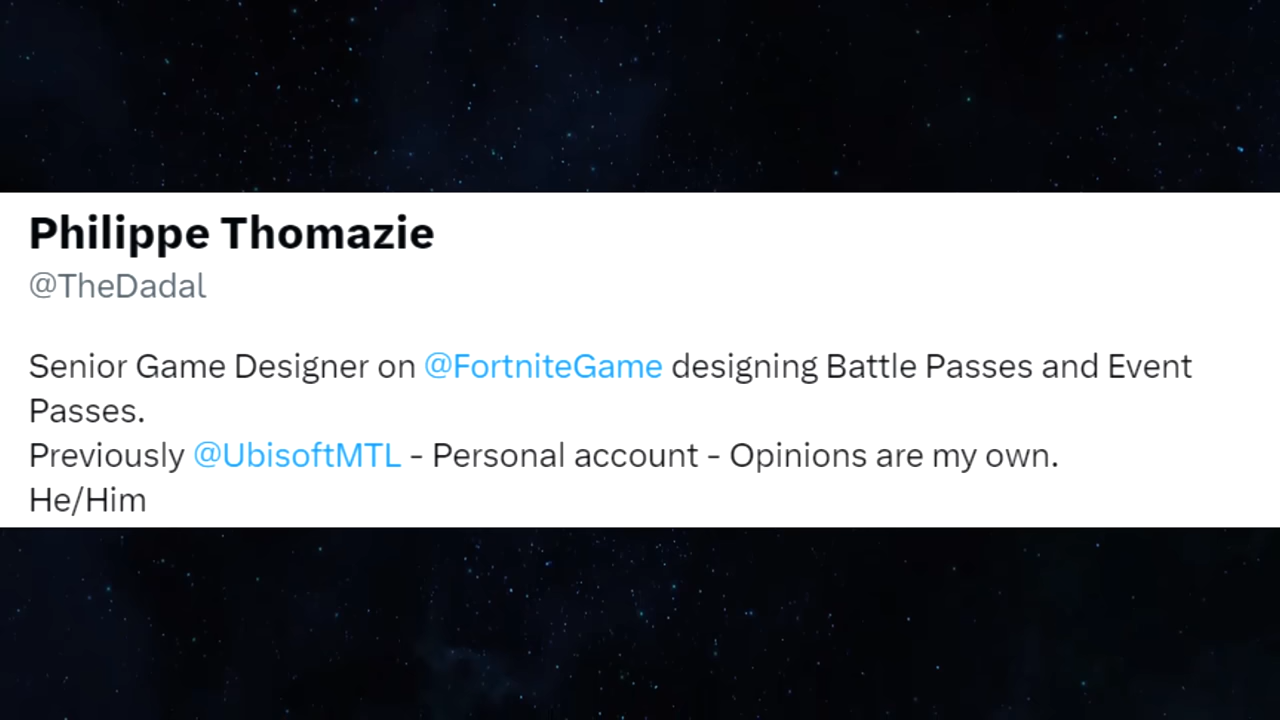 Philippe Thomazie
@TheDadal
Senior Game Designer on @FortniteGame designing Battle Passes and Event
Passes.
Previously @UbisoftMTL - Personal account - Opinions are my own.
He/Him